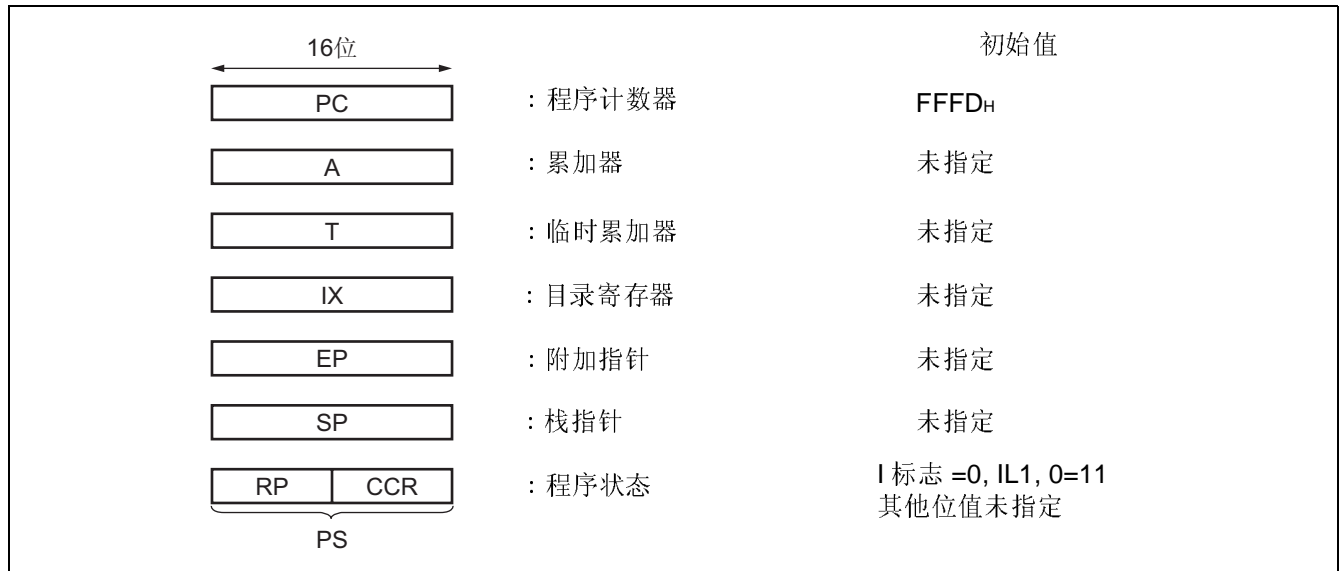 16位 初始值
PC : 程序计数器 FFFDH
A : 累加器 未指定
T : 临时累加器 未指定
IX : 目录寄存器 未指定
EP : 附加指针 未指定
SP : 栈指针 未指定
RP CCR : 程序状态 I 标志 =0, IL1, 0=11
其他位值未指定
PS